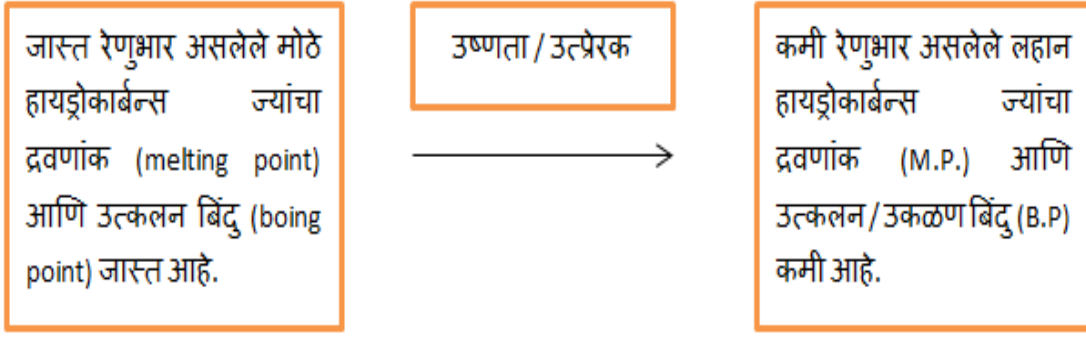 जास्त रेणुभार असलेले मोठे
हायड्रोकार्बन्स ज्यांचा
द्रवणांक (melting point)
आणि उत्कलन बिंदु (boing
point) जास्त आहे.
उष्णता / उत्प्रेरक
कमी रेणुभार असलेले लहान
हायड्रोकार्बन्स ज्यांचा
द्रवणांक (M.P.) आणि
उत्कलन / उकळण बिंदु (B.P)
कमी आहे.